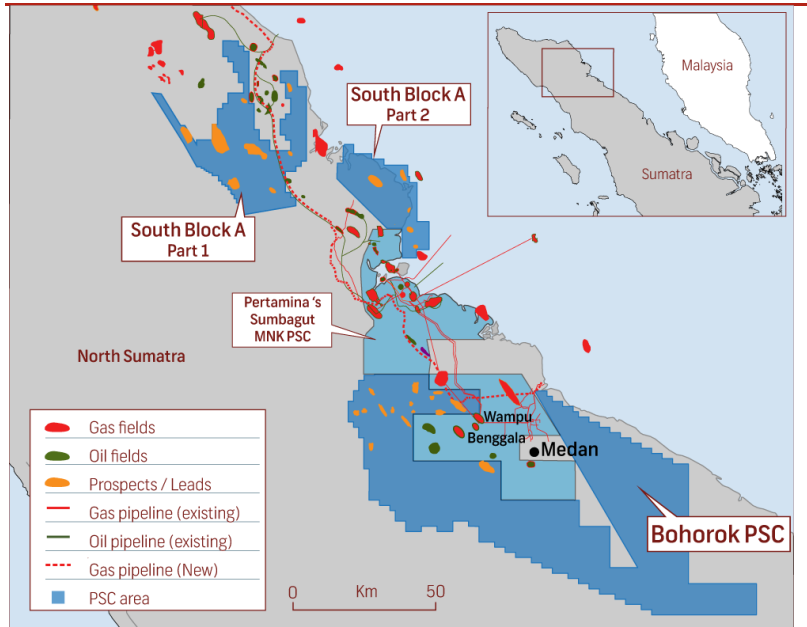 Malaysia
Sumatra
South Block A
Part 2
South Block A
Part 1
Pertamina 's
Sumbagut
MNK PSC
North Sumatra
Wampu
Benggala
Medan
Bohorok PSC
Gas fields
Oil fields
Prospects / Leads
Gas pipeline (existing)
Oil pipeline (existing)
Gas pipeline (New)
PSC area
Km
0
50